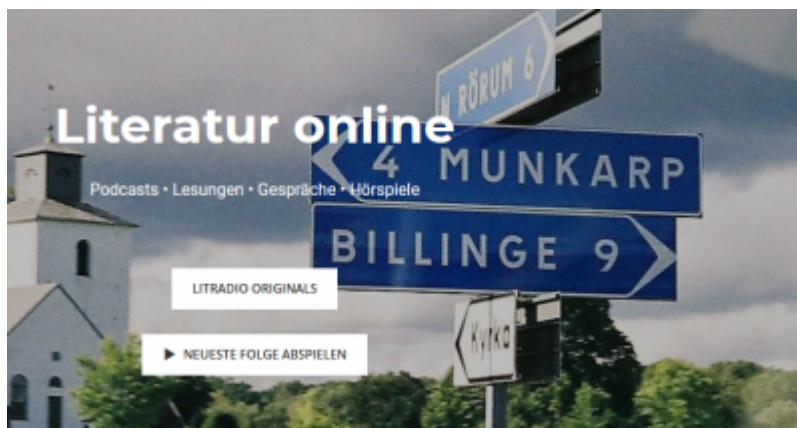 N RÖRUM 6
Literatur online
4 MUNKARP
Podcasts • Lesungen • Gespräche • Hörspiele
BILLINGE 9
LITRADIO ORIGINALS
Kyrka
▶ NEUESTE FOLGE ABSPIELEN